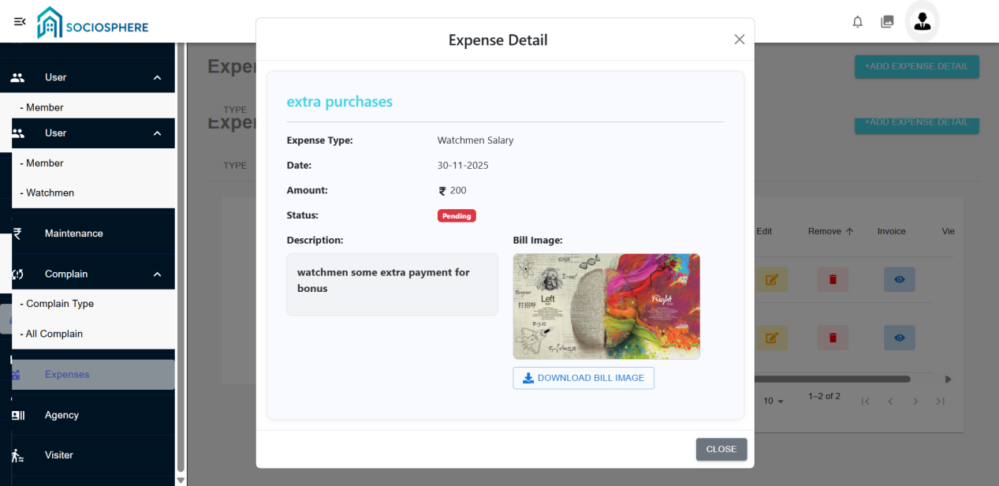 SOCIOSPHERE
User
- Member
User
- Member
- Watchmen
Maintenance
Complain
- Complain Type
- All Complain
Expenses
Agency
Visiter
+ADD EXPENSE DETAIL
TYPE
+ADD EXPENSE DETAIL
TYPE
Edit
Remove
Invoice
Vie
10
1–2 of 2
Expense Detail
extra purchases
Expense Type:
Watchmen Salary
Date:
30-11-2025
Amount:
₹ 200
Status:
Pending
Description:
watchmen some extra payment for
bonus
Bill Image:
DNA
E=mc²
Bonjour
Left
Right
DOWNLOAD BILL IMAGE
CLOSE